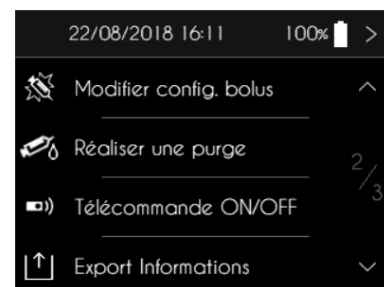 22/08/2018 16:11 100% >
Modifier config. bolus
Réaliser une purge
2/3
Télécommande ON/OFF
Export Informations